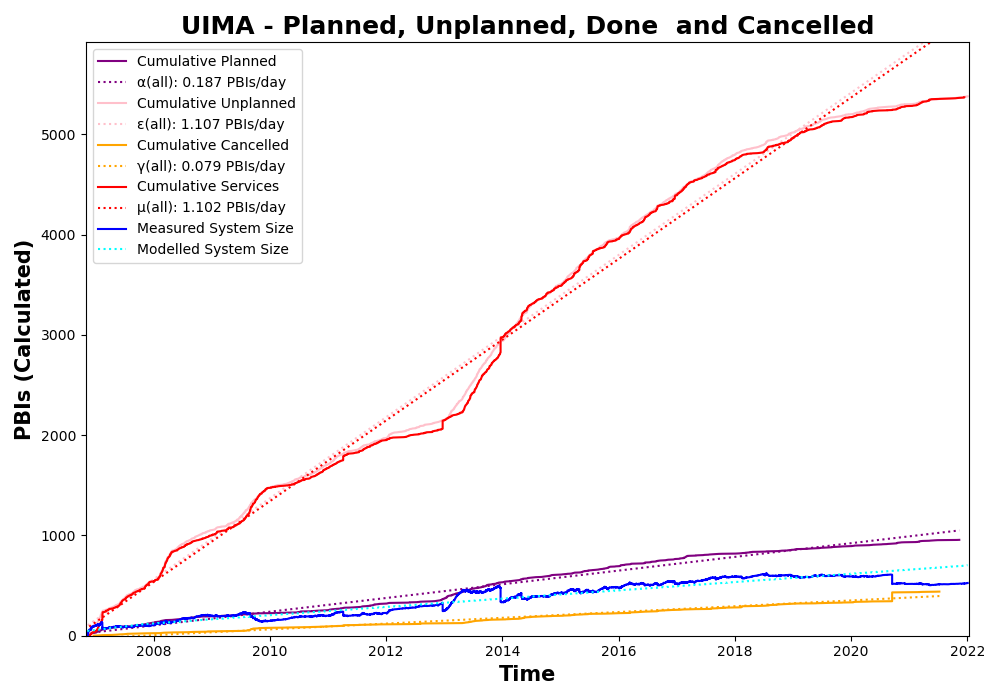 UIMA - Planned, Unplanned, Done  and Cancelled
Cumulative Planned
α(all): 0.187 PBIs/day
Cumulative Unplanned
ε(all): 1.107 PBIs/day
Cumulative Cancelled
γ(all): 0.079 PBIs/day
Cumulative Services
μ(all): 1.102 PBIs/day
Measured System Size
Modelled System Size
PBIs (Calculated)
5000
4000
3000
2000
1000
0
2008 2010 2012 2014 2016 2018 2020 2022
Time